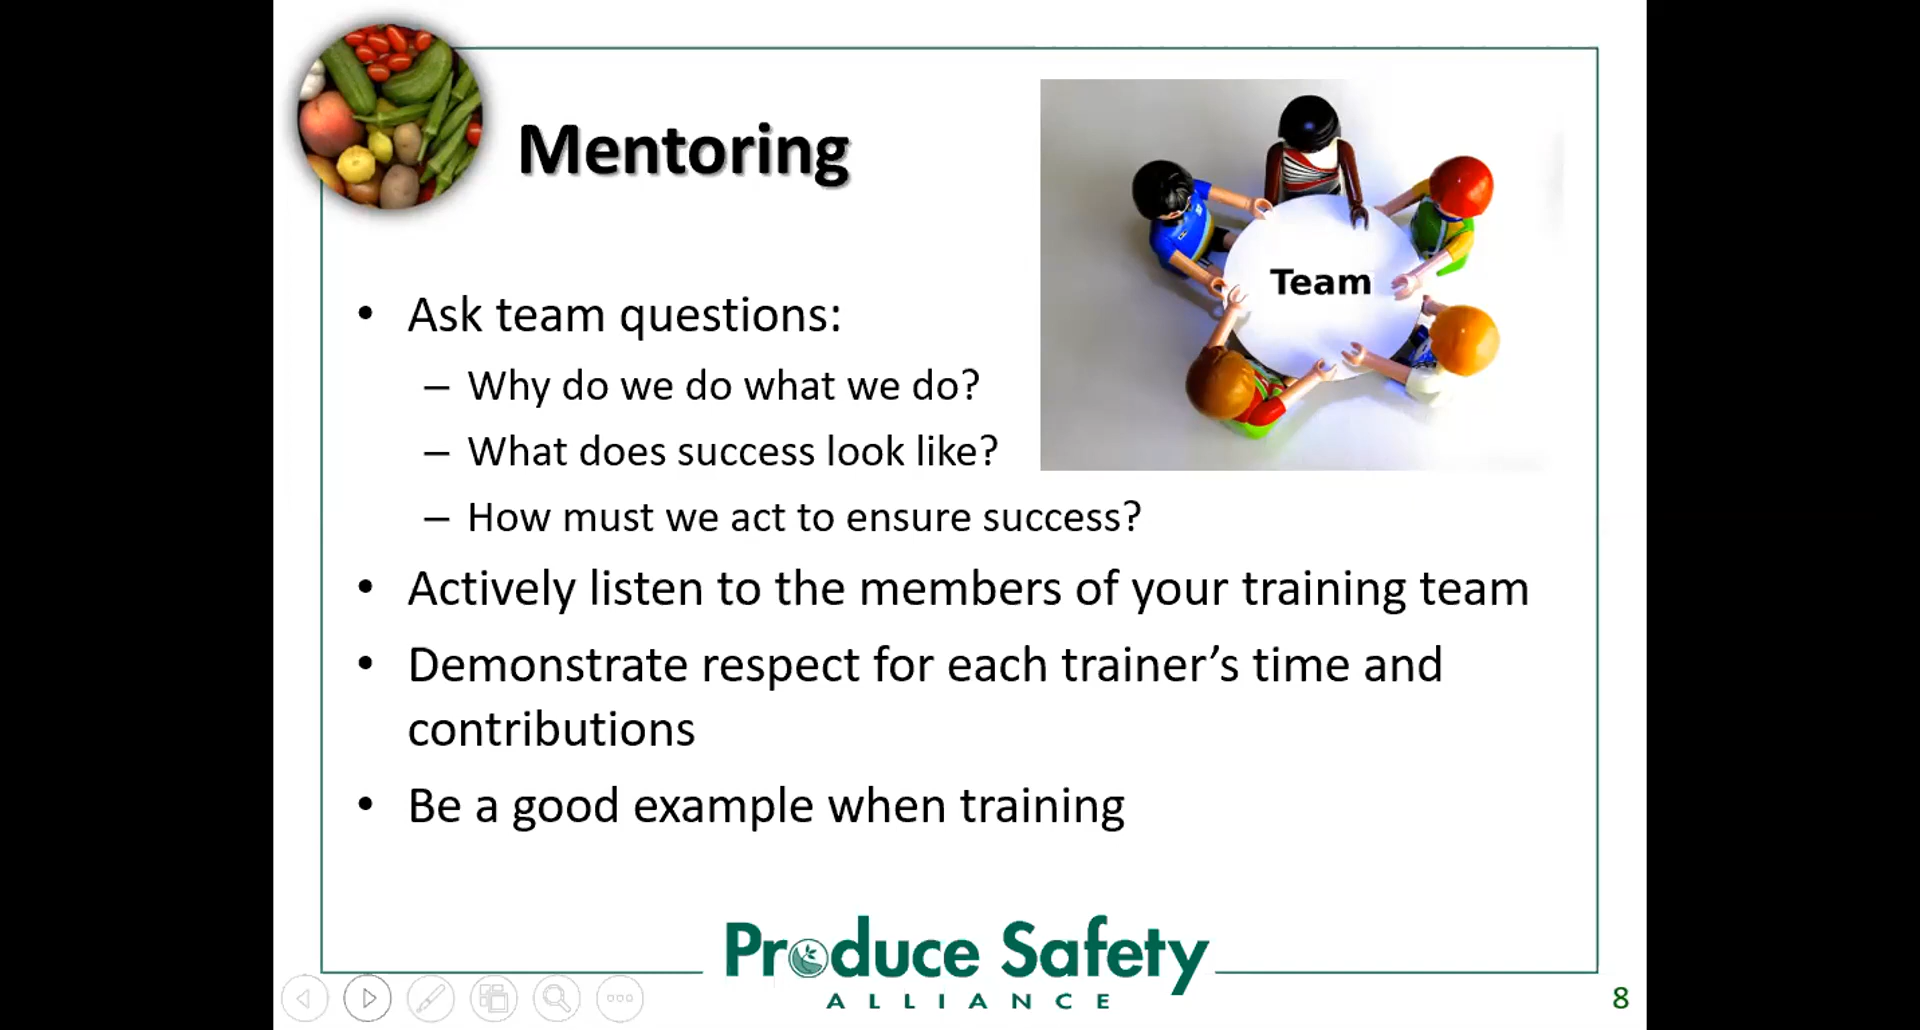 Mentoring
Team
• Ask team questions:
– Why do we do what we do?
– What does success look like?
– How must we act to ensure success?
• Actively listen to the members of your training team
• Demonstrate respect for each trainer’s time and
contributions
• Be a good example when training
Produce Safety
ALLIANCE
8